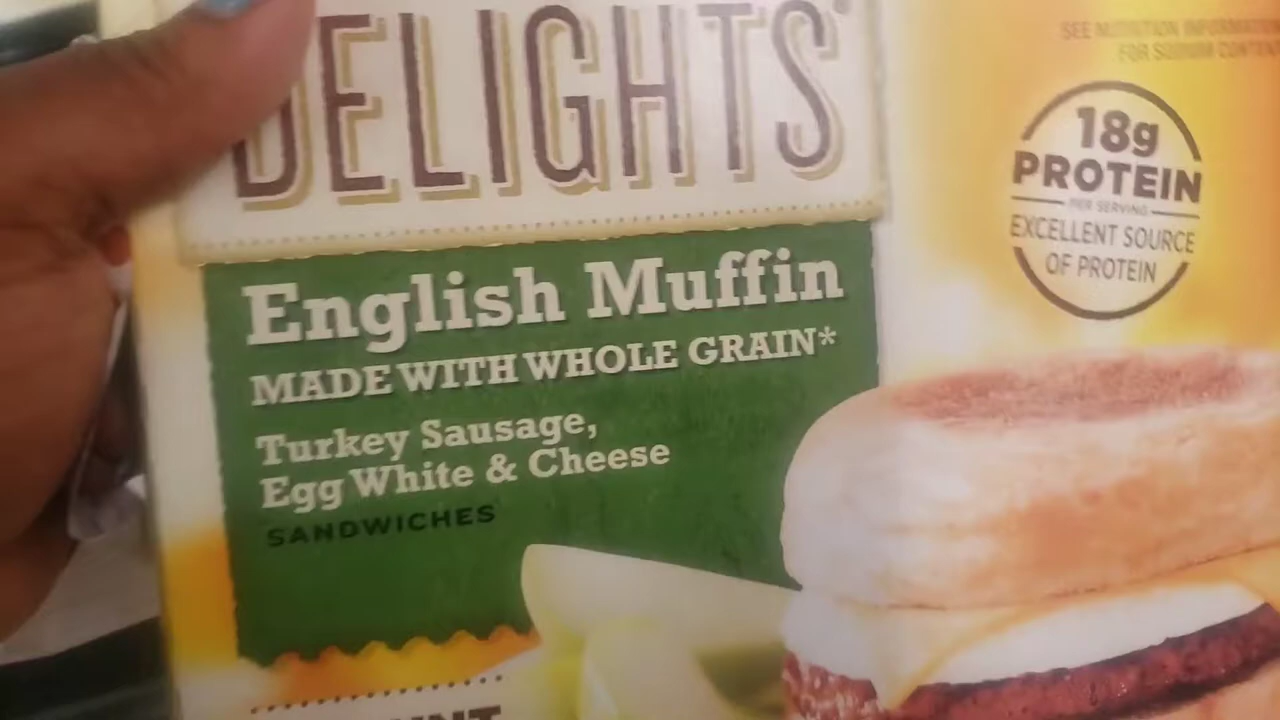 DELIGHTS
SEE NUTRITION INFORMATION
FOR SODIUM CONTENT
18g
PROTEIN
PER SERVING
EXCELLENT SOURCE
OF PROTEIN
English Muffin
MADE WITH WHOLE GRAIN*
Turkey Sausage,
Egg White & Cheese
SANDWICHES